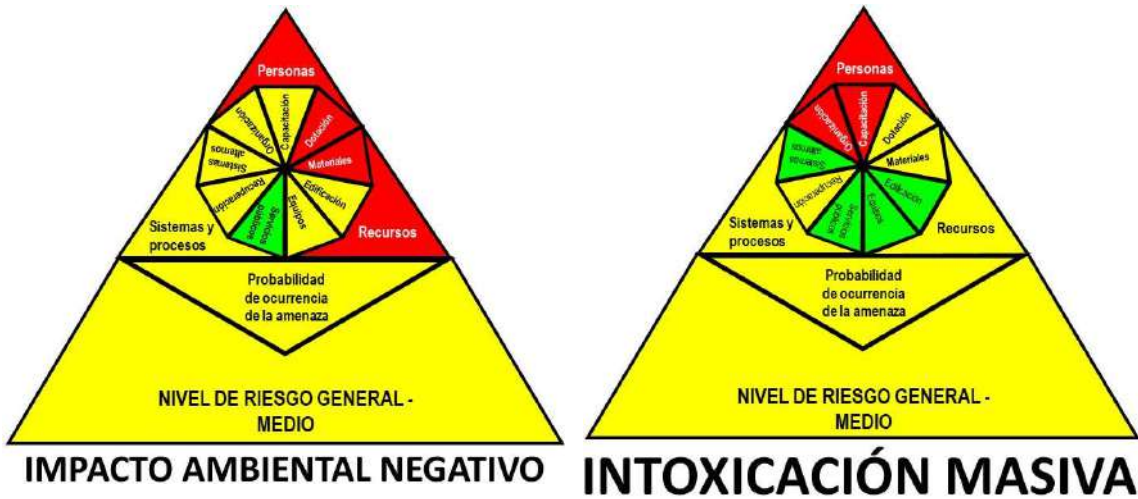 Personas
Organización
Capacitación
Dotación
Materiales
Edificación
Equipos
Servicios
públicos
Recuperación
Sistemas
alternos
Sistemas y
procesos
Recursos
Probabilidad
de ocurrencia
de la amenaza
NIVEL DE RIESGO GENERAL -
MEDIO
IMPACTO AMBIENTAL NEGATIVO
Personas
Organización
Capacitación
Dotación
Materiales
Edificación
Equipos
Servicios
públicos
Recuperación
Sistemas
alternos
Sistemas y
procesos
Recursos
Probabilidad
de ocurrencia
de la amenaza
NIVEL DE RIESGO GENERAL -
MEDIO
INTOXICACIÓN MASIVA